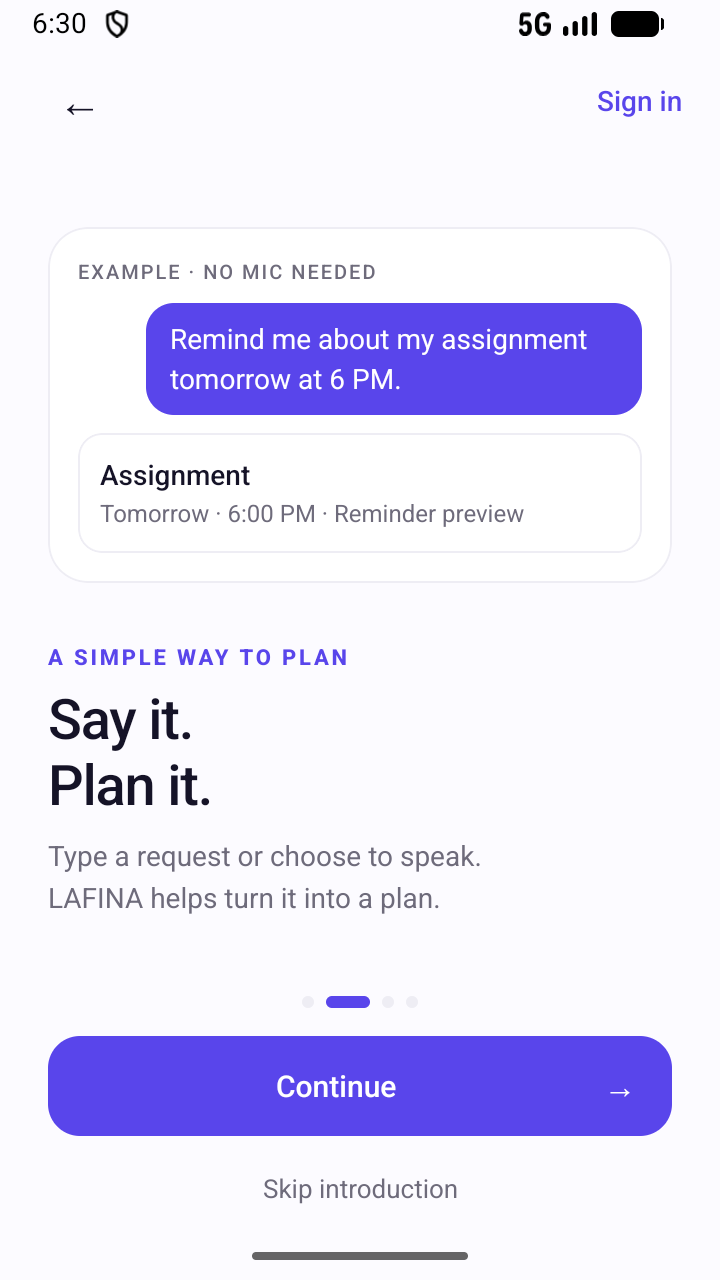 6:30
5G
←
Sign in
EXAMPLE · NO MIC NEEDED
Remind me about my assignment
tomorrow at 6 PM.
Assignment
Tomorrow · 6:00 PM · Reminder preview
A SIMPLE WAY TO PLAN
Say it.
Plan it.
Type a request or choose to speak.
LAFINA helps turn it into a plan.
Continue →
Skip introduction